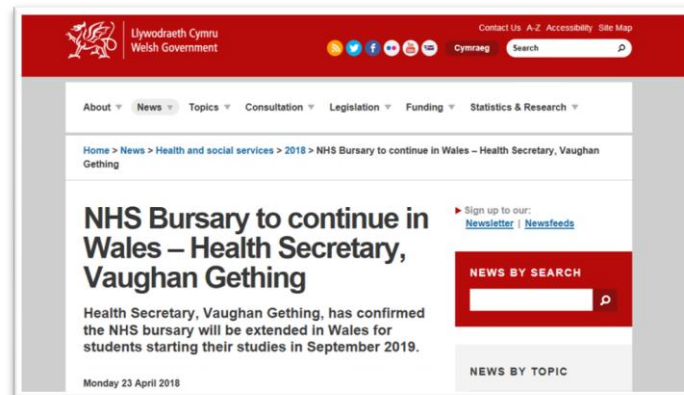 Llywodraeth Cymru
Welsh Government
Contact Us A-Z Accessibility Site Map
Cymraeg
Search
About
News
Topics
Consultation
Legislation
Funding
Statistics & Research
Home > News > Health and social services > 2018 > NHS Bursary to continue in Wales – Health Secretary, Vaughan
Gething
NHS Bursary to continue in
Wales – Health Secretary,
Vaughan Gething
Health Secretary, Vaughan Gething, has confirmed
the NHS bursary will be extended in Wales for
students starting their studies in September 2019.
Monday 23 April 2018
Sign up to our:
Newsletter | Newsfeeds
NEWS BY SEARCH
NEWS BY TOPIC